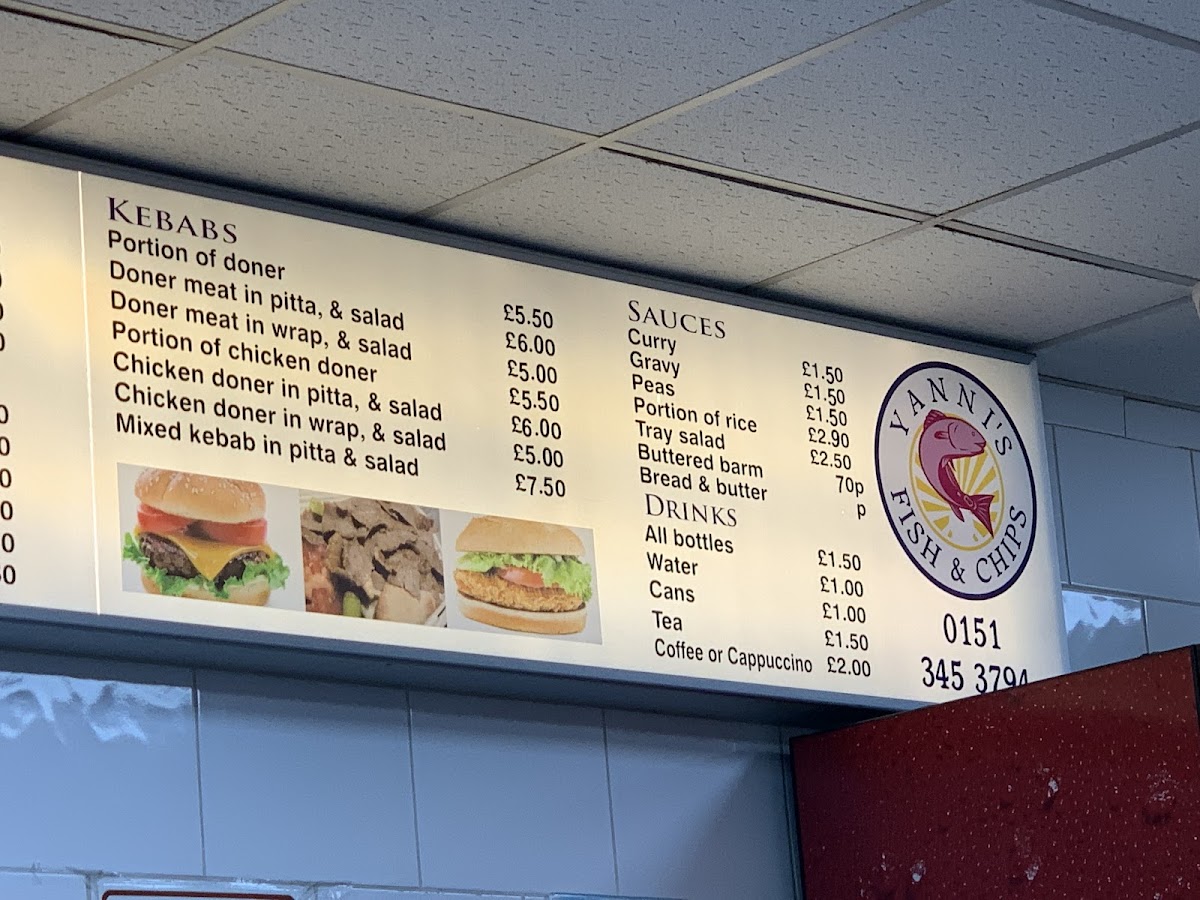 KEBABS
Portion of doner £5.50
Doner meat in pitta, & salad £6.00
Doner meat in wrap, & salad £5.00
Portion of chicken doner £5.50
Chicken doner in pitta, & salad £6.00
Chicken doner in wrap, & salad £5.00
Mixed kebab in pitta & salad £7.50
SAUCES
Curry £1.50
Gravy £1.50
Peas £1.50
Portion of rice £2.90
Tray salad £2.50
Buttered barm 70p
Bread & butter p
DRINKS
All bottles £1.50
Water £1.00
Cans £1.00
Tea £1.50
Coffee or Cappuccino £2.00
YANNI'S
FISH & CHIPS
0151
345 3794